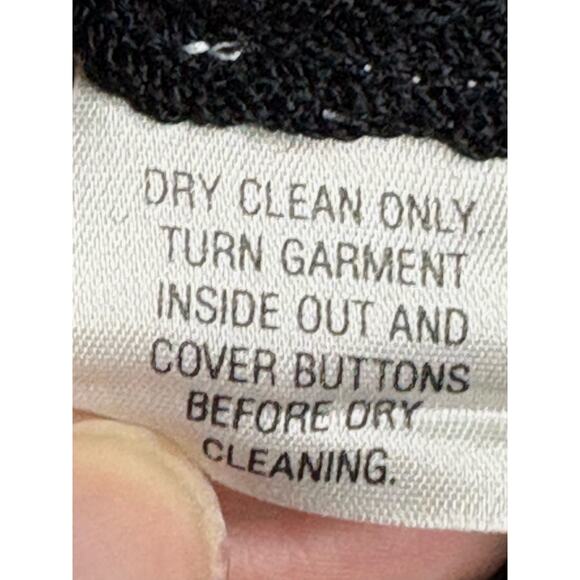 DRY CLEAN ONLY.
TURN GARMENT
INSIDE OUT AND
COVER BUTTONS
BEFORE DRY
CLEANING.